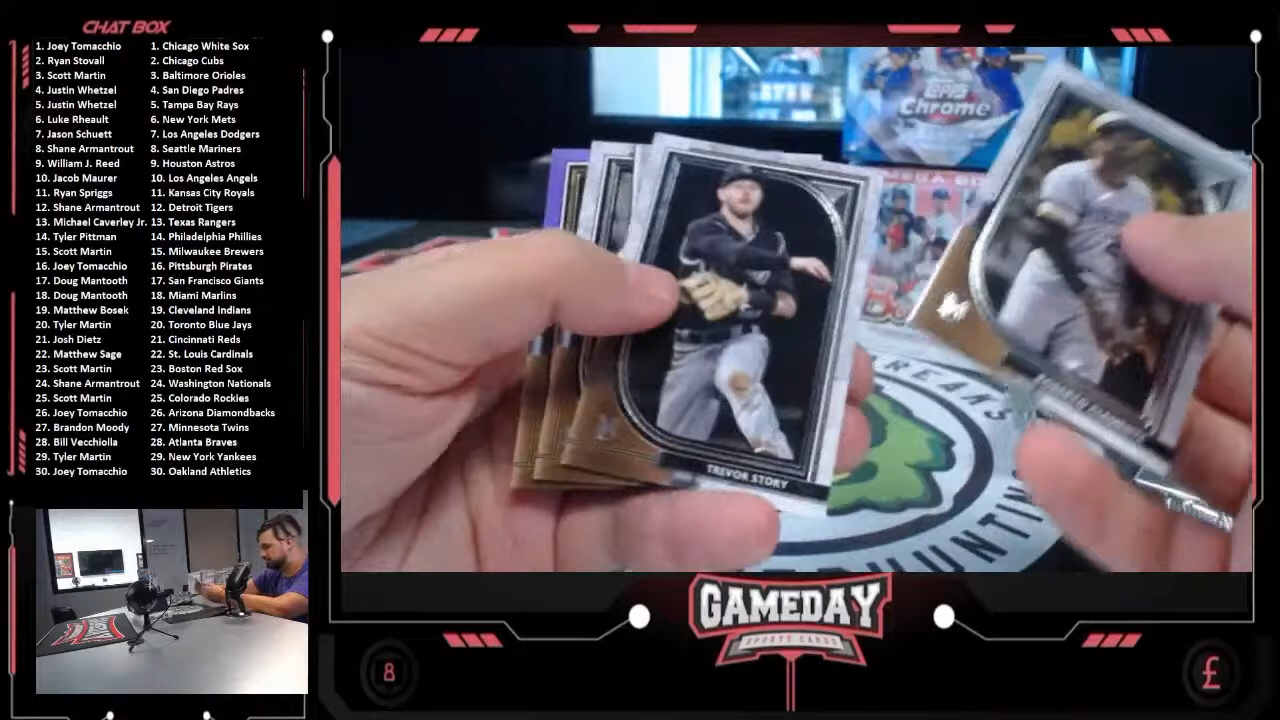 CHAT BOX
1. Joey Tomacchio 1. Chicago White Sox
2. Ryan Stovall 2. Chicago Cubs
3. Scott Martin 3. Baltimore Orioles
4. Justin Whetzel 4. San Diego Padres
5. Justin Whetzel 5. Tampa Bay Rays
6. Luke Rheault 6. New York Mets
7. Jason Schuett 7. Los Angeles Dodgers
8. Shane Armantrout 8. Seattle Mariners
9. William J. Reed 9. Houston Astros
10. Jacob Maurer 10. Los Angeles Angels
11. Ryan Spriggs 11. Kansas City Royals
12. Shane Armantrout 12. Detroit Tigers
13. Michael Caverley Jr. 13. Texas Rangers
14. Tyler Pittman 14. Philadelphia Phillies
15. Scott Martin 15. Milwaukee Brewers
16. Joey Tomacchio 16. Pittsburgh Pirates
17. Doug Mantooth 17. San Francisco Giants
18. Doug Mantooth 18. Miami Marlins
19. Matthew Bosek 19. Cleveland Indians
20. Tyler Martin 20. Toronto Blue Jays
21. Josh Dietz 21. Cincinnati Reds
22. Matthew Sage 22. St. Louis Cardinals
23. Scott Martin 23. Boston Red Sox
24. Shane Armantrout 24. Washington Nationals
25. Scott Martin 25. Colorado Rockies
26. Joey Tomacchio 26. Arizona Diamondbacks
27. Brandon Moody 27. Minnesota Twins
28. Bill Vecchiolla 28. Atlanta Braves
29. Tyler Martin 29. New York Yankees
30. Joey Tomacchio 30. Oakland Athletics
Topps
Chrome
TREVOR STORY
BREAKS
HUNTIN
GAMEDAY
SPORTS CARDS
8
£